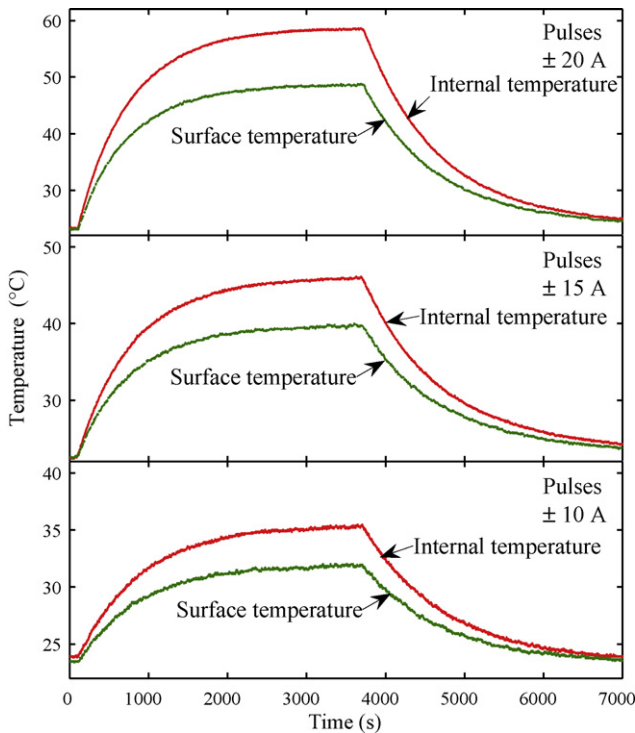 60
50
40
30
Pulses
± 20 A
Internal temperature
Surface temperature
50
40
30
Pulses
± 15 A
Internal temperature
Surface temperature
40
35
31
25
Pulses
± 10 A
Internal temperature
Surface temperature
Temperature (°C)
0
1000
2000
3000
4000
5000
6000
7000
Time (s)